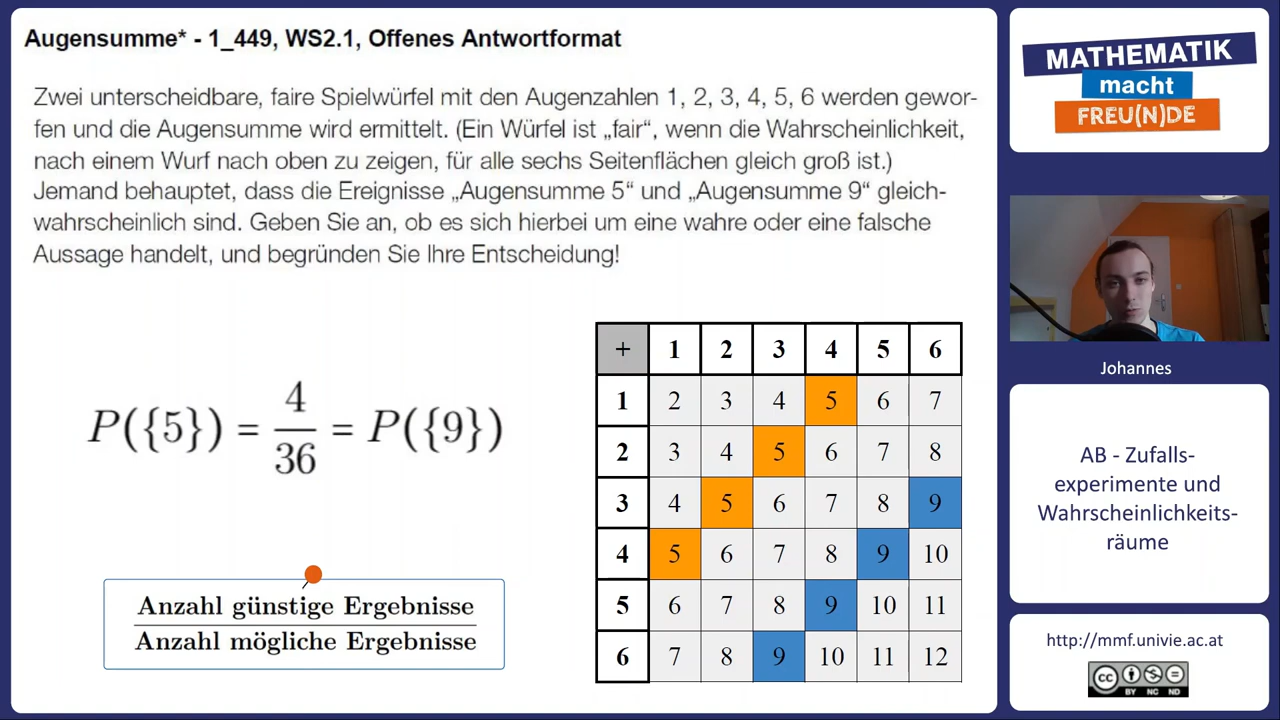 Augensumme* - 1_449, WS2.1, Offenes Antwortformat
Zwei unterscheidbare, faire Spielwürfel mit den Augenzahlen 1, 2, 3, 4, 5, 6 werden gewor-
fen und die Augensumme wird ermittelt. (Ein Würfel ist „fair“, wenn die Wahrscheinlichkeit,
nach einem Wurf nach oben zu zeigen, für alle sechs Seitenflächen gleich groß ist.)
Jemand behauptet, dass die Ereignisse „Augensumme 5“ und „Augensumme 9“ gleich-
wahrscheinlich sind. Geben Sie an, ob es sich hierbei um eine wahre oder eine falsche
Aussage handelt, und begründen Sie Ihre Entscheidung!
P({5}) = 4/36 = P({9})
Anzahl günstige Ergebnisse
Anzahl mögliche Ergebnisse
+ 1 2 3 4 5 6
1 2 3 4 5 6 7
2 3 4 5 6 7 8
3 4 5 6 7 8 9
4 5 6 7 8 9 10
5 6 7 8 9 10 11
6 7 8 9 10 11 12
MATHEMATIK
macht
FREU(N)DE
Johannes
AB - Zufalls-
experimente und
Wahrscheinlichkeits-
räume
http://mmf.univie.ac.at
cc
BY NC ND